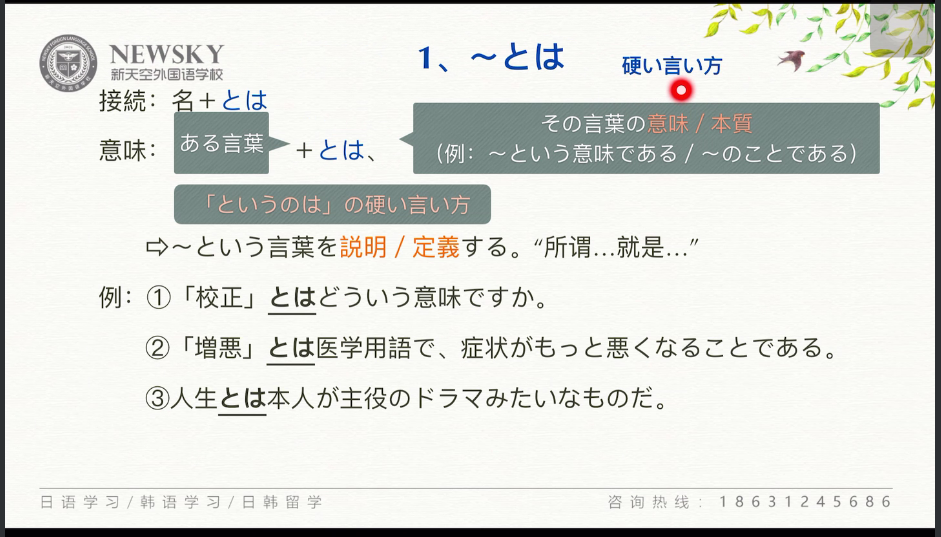 NEWSKY
新天空外国语学校
1、～とは
硬い言い方
接続：名＋とは
意味：
ある言葉
＋とは、
その言葉の意味 / 本質
（例：～という意味である / ～のことである）
「というのは」の硬い言い方
⇨～という言葉を説明 / 定義する。“所谓…就是…”
例：①「校正」とはどういう意味ですか。
②「増悪」とは医学用語で、症状がもっと悪くなることである。
③人生とは本人が主役のドラマみたいなものだ。
日语学习/韩语学习/日韩留学
咨询热线：18631245686